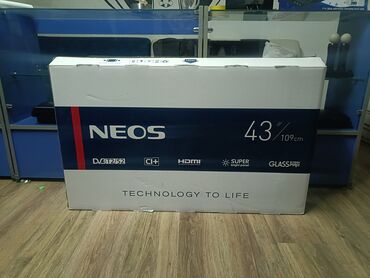 NEOS
43"/109cm
DVB T2/S2 CI+ HDMI SUPER GLASS
TECHNOLOGY TO LIFE